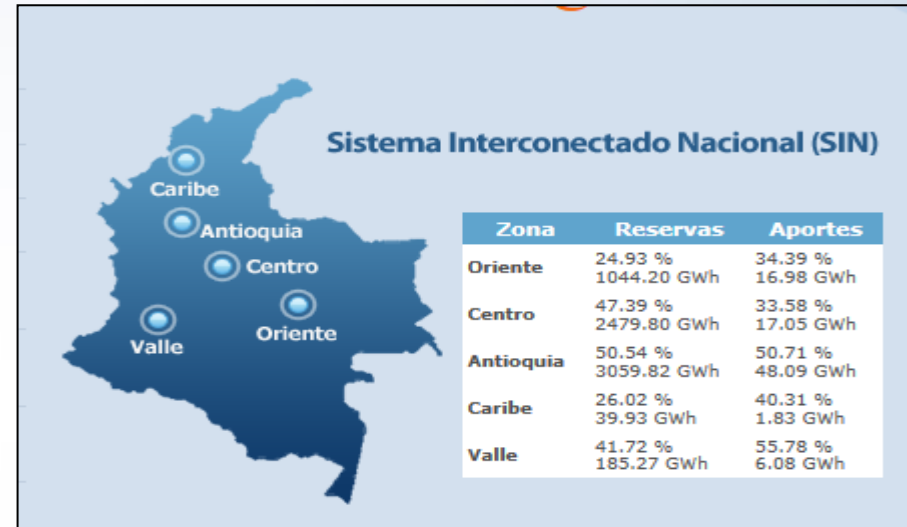 Sistema Interconectado Nacional (SIN)
Caribe
Antioquia
Centro
Oriente
Valle
Zona Reservas Aportes
Oriente 24.93 % 34.39 %
1044.20 GWh 16.98 GWh
Centro 47.39 % 33.58 %
2479.80 GWh 17.05 GWh
Antioquia 50.54 % 50.71 %
3059.82 GWh 48.09 GWh
Caribe 26.02 % 40.31 %
39.93 GWh 1.83 GWh
Valle 41.72 % 55.78 %
185.27 GWh 6.08 GWh